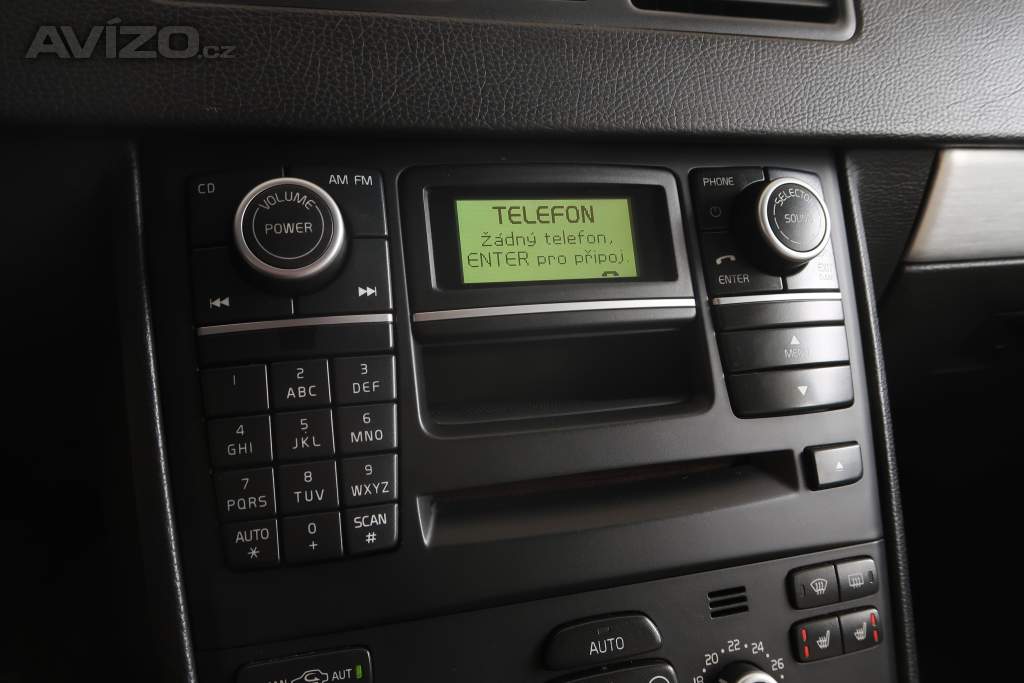 AVÍZO.cz
CD
AM FM
VOLUME
POWER
TELEFON
Žádný telefon,
ENTER pro připoj.
PHONE
SELECTOR
SOUND
ENTER
EXIT
MENU
1
2
ABC
3
DEF
4
GHI
5
JKL
6
MNO
7
PQRS
8
TUV
9
WXYZ
AUTO
*
0
+
SCAN
#
AUTO
AUT
20 22 24 26
18